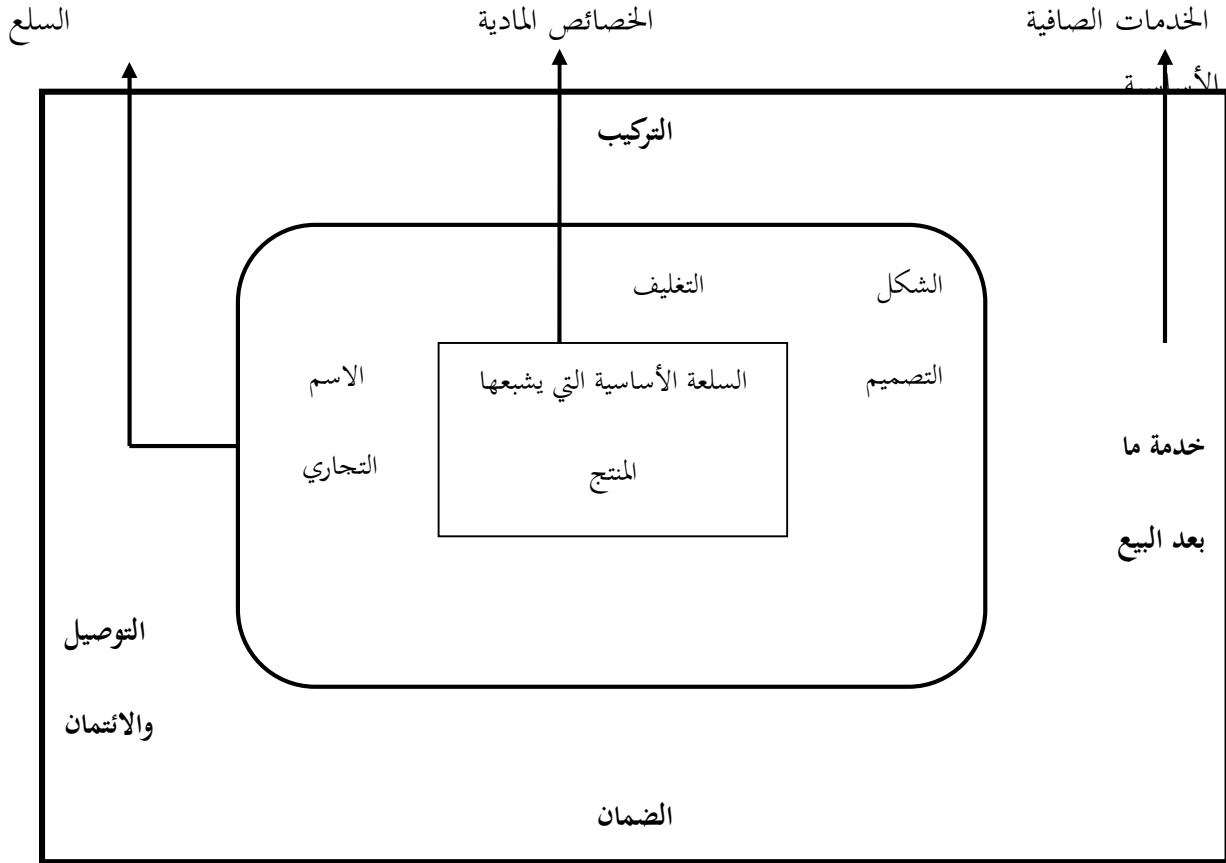 الخدمات الصافية الخصائص المادية السلع
الأساسية
التركيب
الشكل التغليف
التصميم السلعة الأساسية التي يشبعها الاسم
خدمة ما
المنتج التجاري
بعد البيع
التوصيل
والائتمان
الضمان